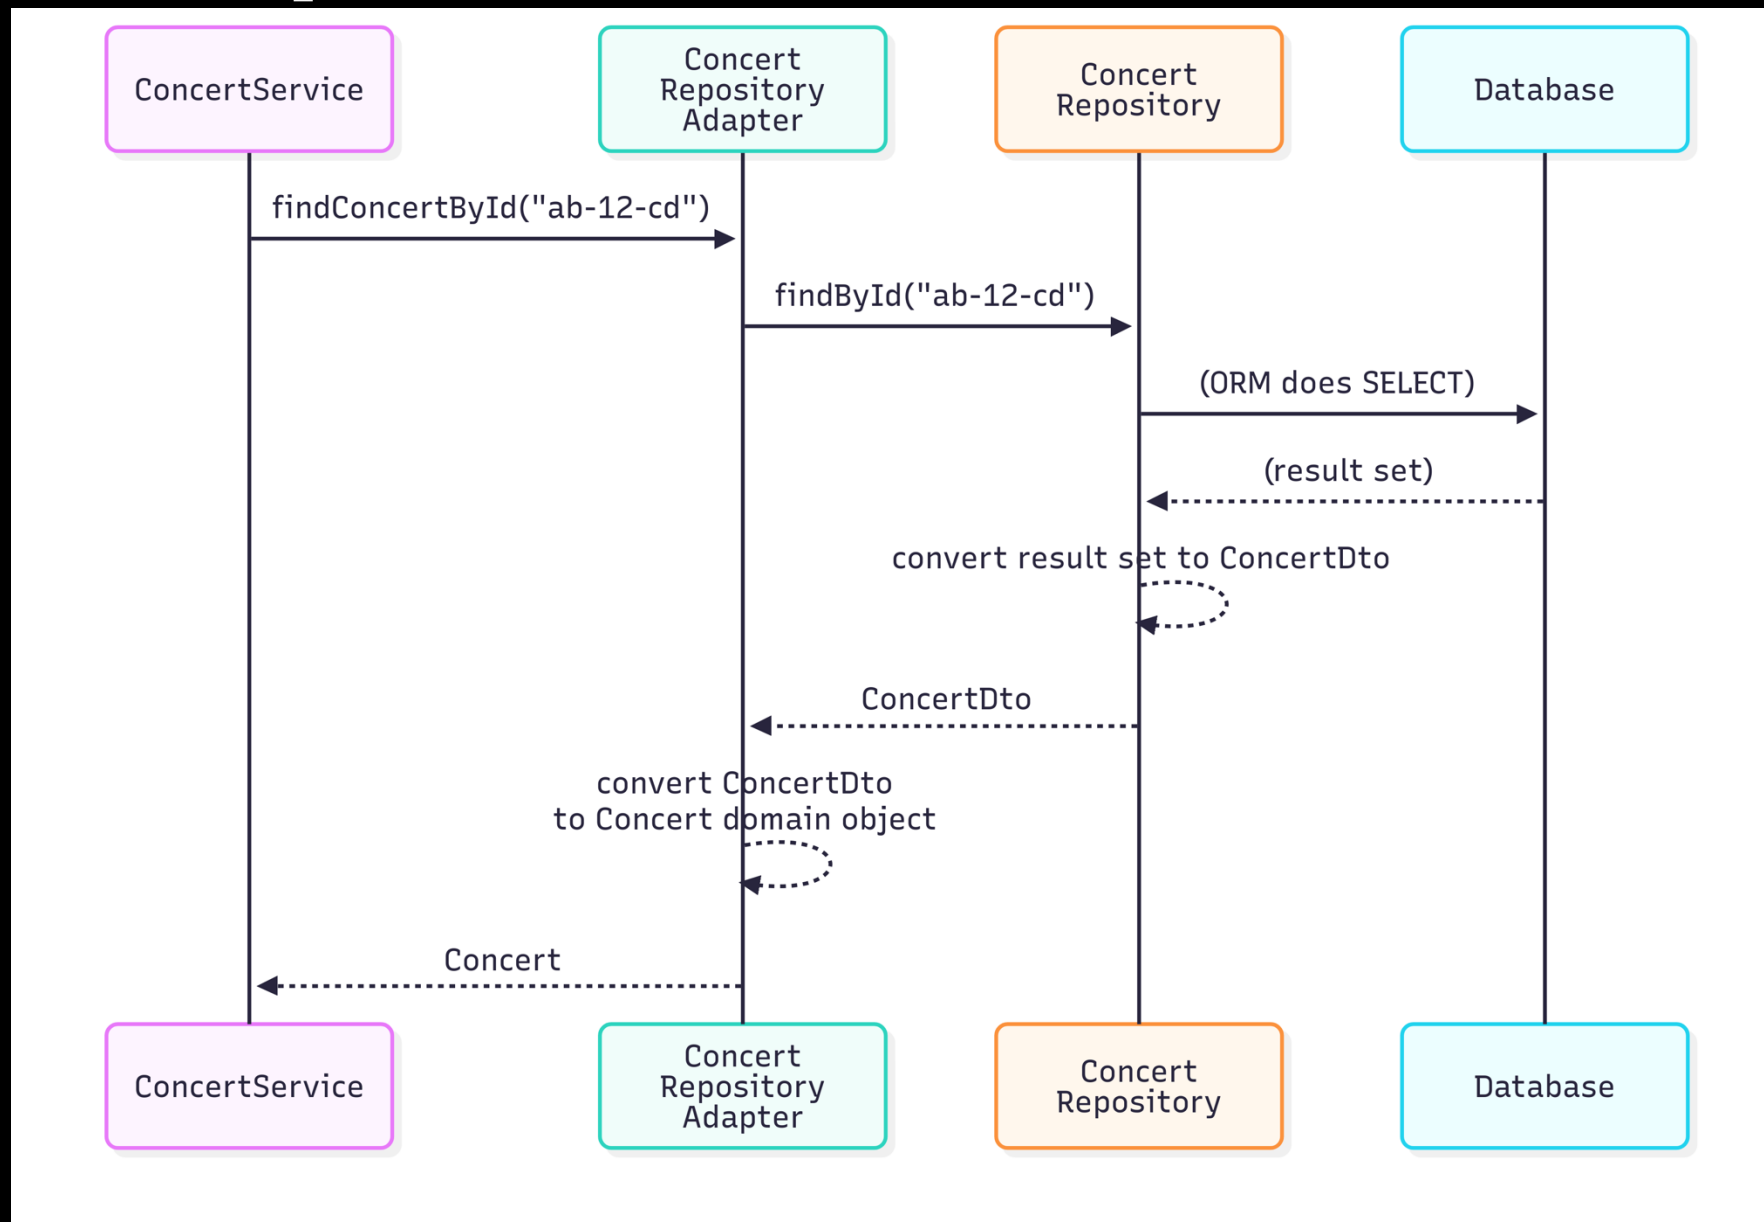 ConcertService
Concert
Repository
Adapter
Concert
Repository
Database
findConcertById("ab-12-cd")
findById("ab-12-cd")
(ORM does SELECT)
(result set)
convert result set to ConcertDto
ConcertDto
convert ConcertDto
to Concert domain object
Concert
ConcertService
Concert
Repository
Adapter
Concert
Repository
Database